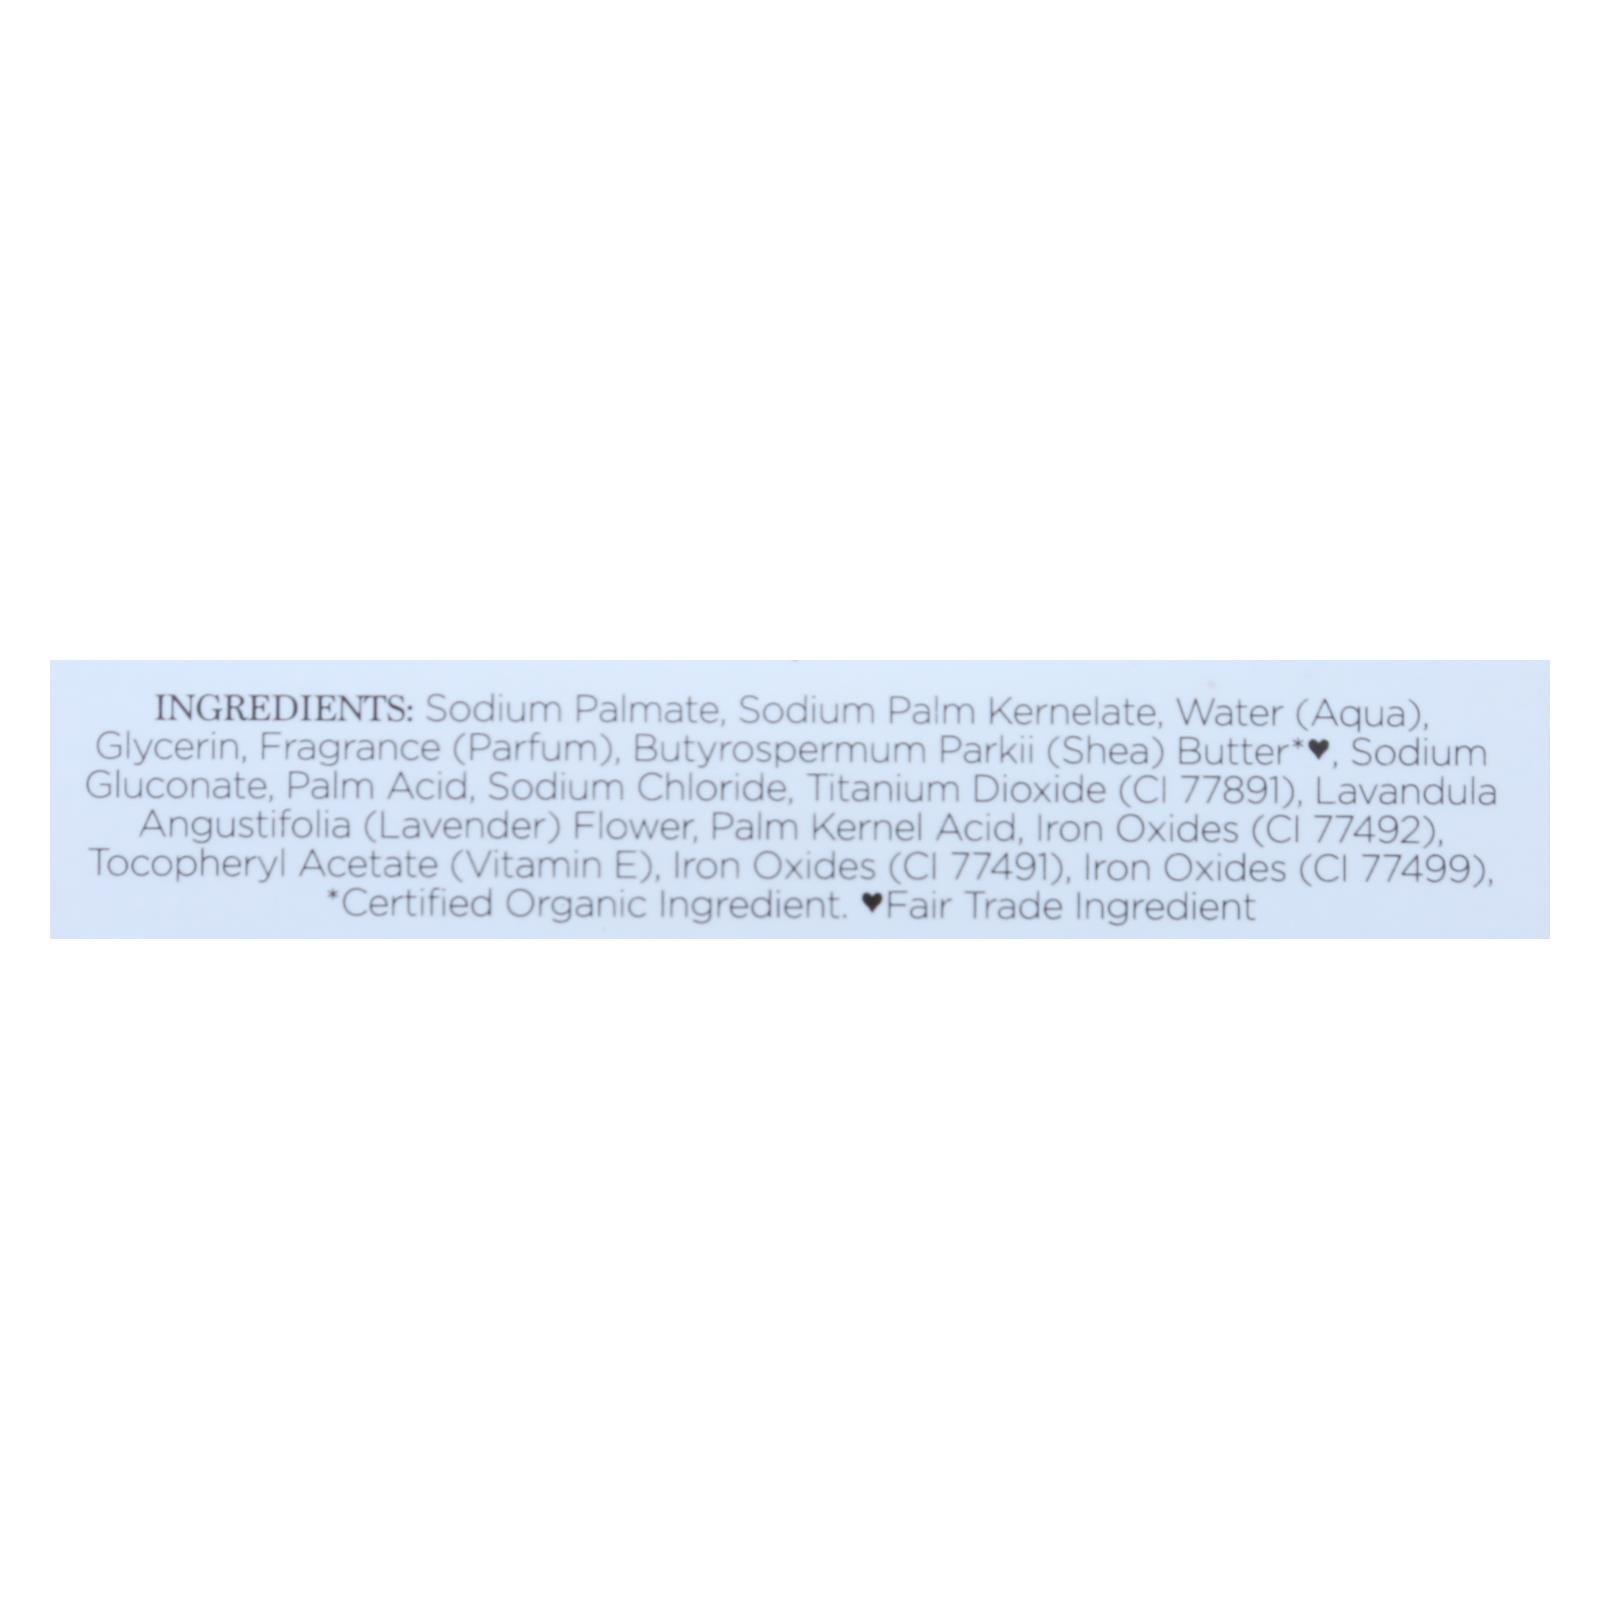 INGREDIENTS: Sodium Palmate, Sodium Palm Kernelate, Water (Aqua),
Glycerin, Fragrance (Parfum), Butyrospermum Parkii (Shea) Butter*♥, Sodium
Gluconate, Palm Acid, Sodium Chloride, Titanium Dioxide (CI 77891), Lavandula
Angustifolia (Lavender) Flower, Palm Kernel Acid, Iron Oxides (CI 77492),
Tocopheryl Acetate (Vitamin E), Iron Oxides (CI 77491), Iron Oxides (CI 77499),
*Certified Organic Ingredient. ♥Fair Trade Ingredient